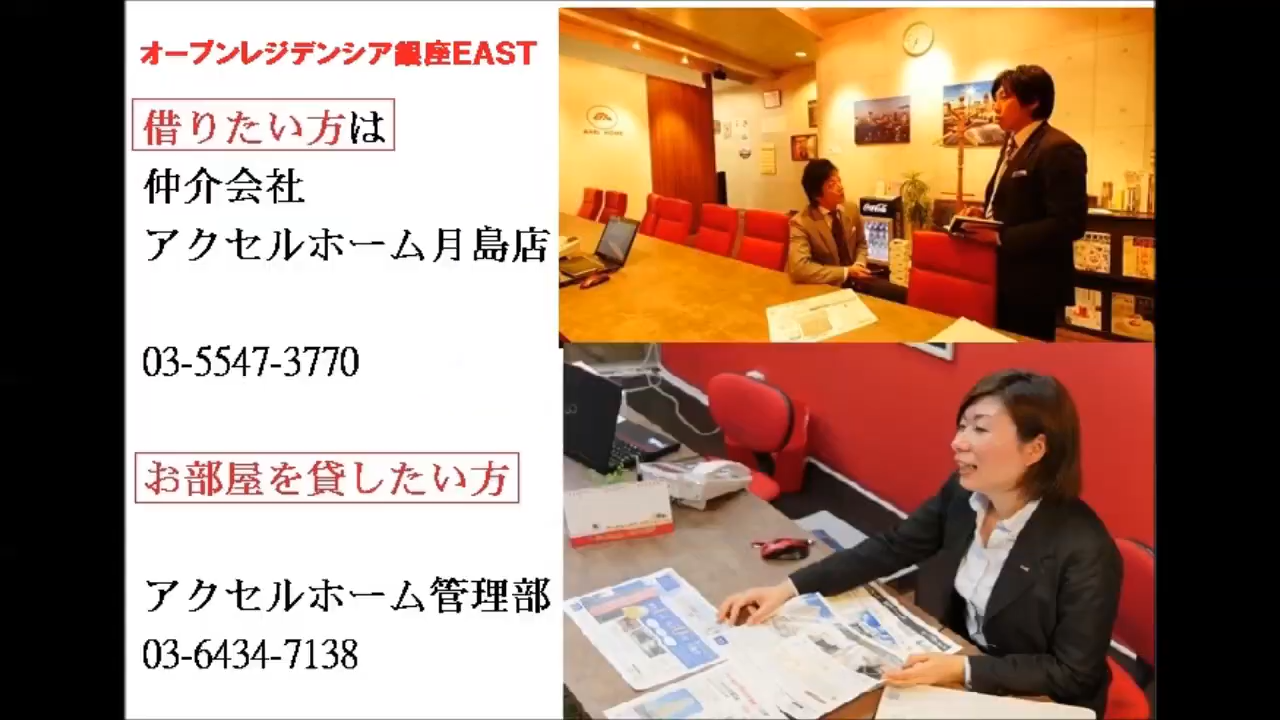 オープンレジデンシア銀座EAST
借りたい方は
仲介会社
アクセルホーム月島店
03-5547-3770
お部屋を貸したい方
アクセルホーム管理部
03-6434-7138
Coca-Cola